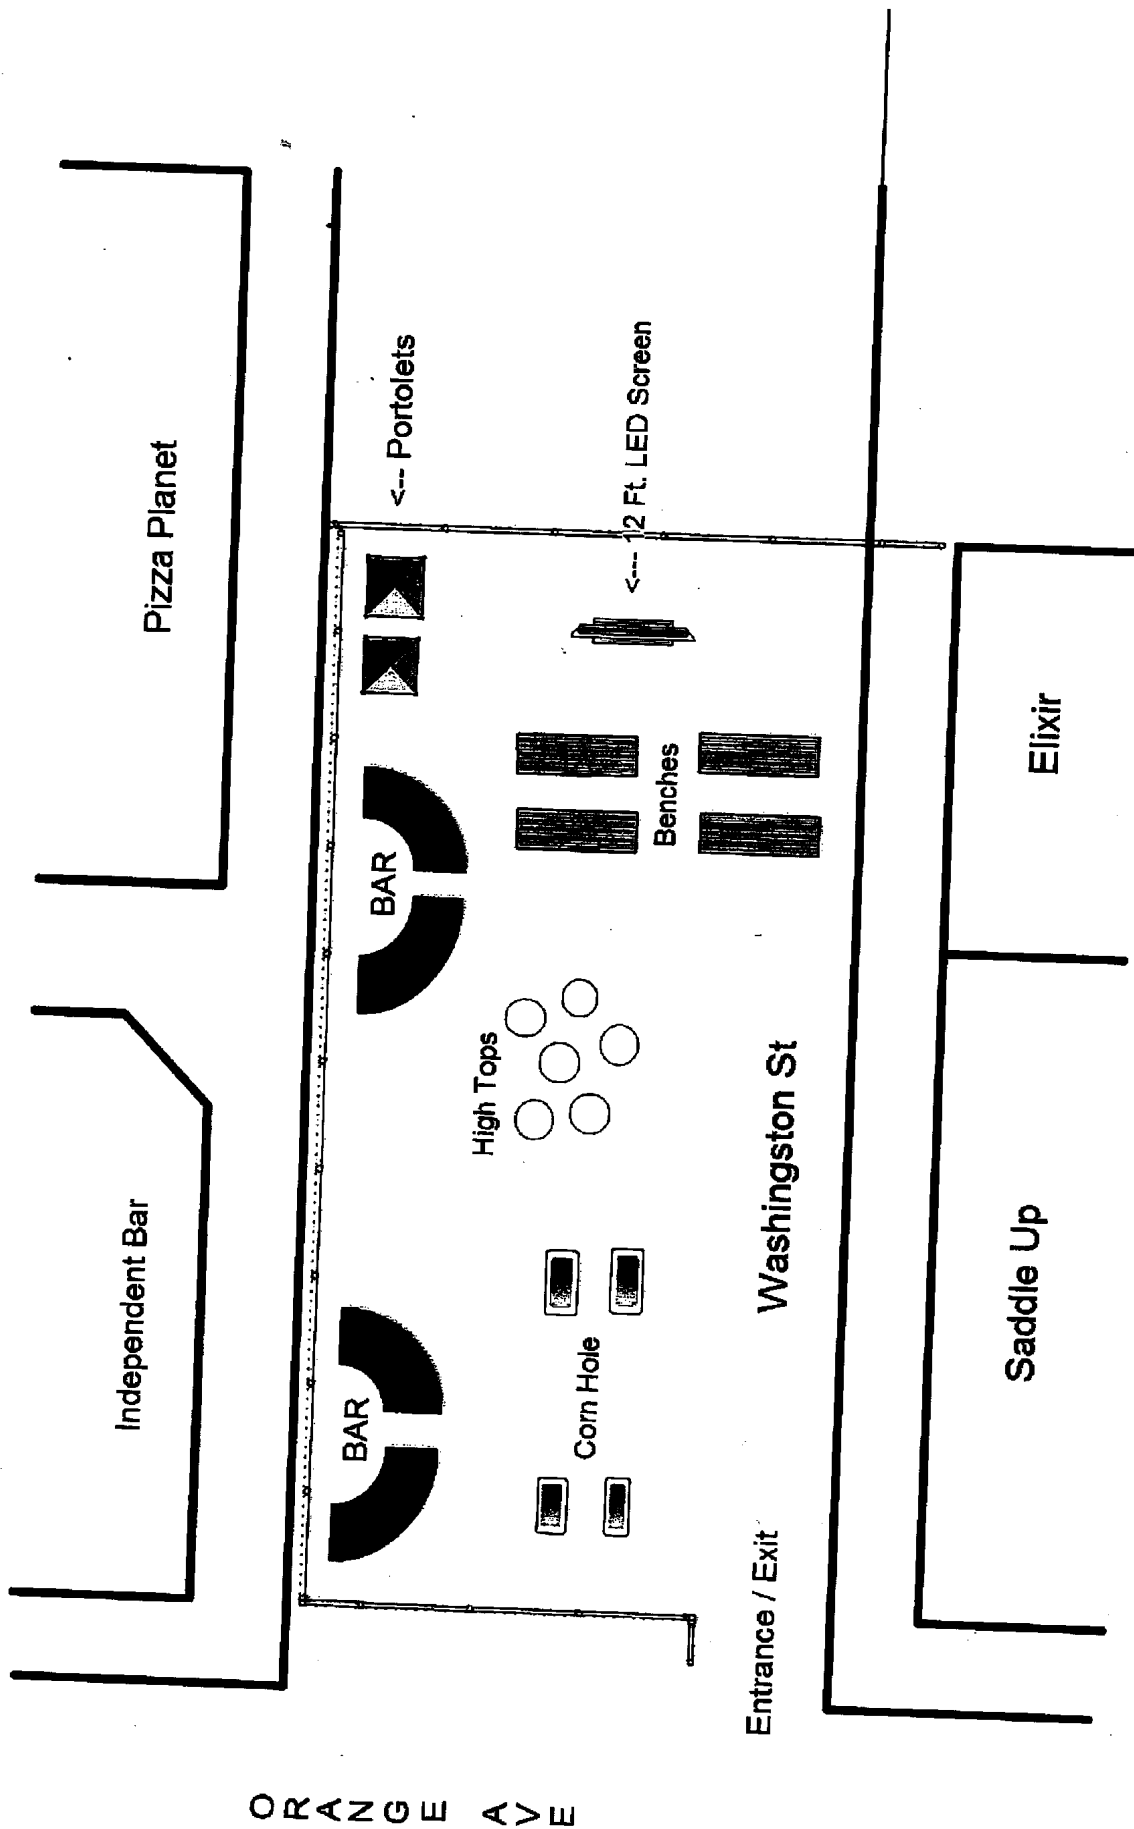 Independent Bar
Pizza Planet
<-- Portolets
BAR
BAR
<--- 12 Ft. LED Screen
High Tops
Benches
Corn Hole
Washingston St
Entrance / Exit
Saddle Up
Elixir
ORANGE AVE